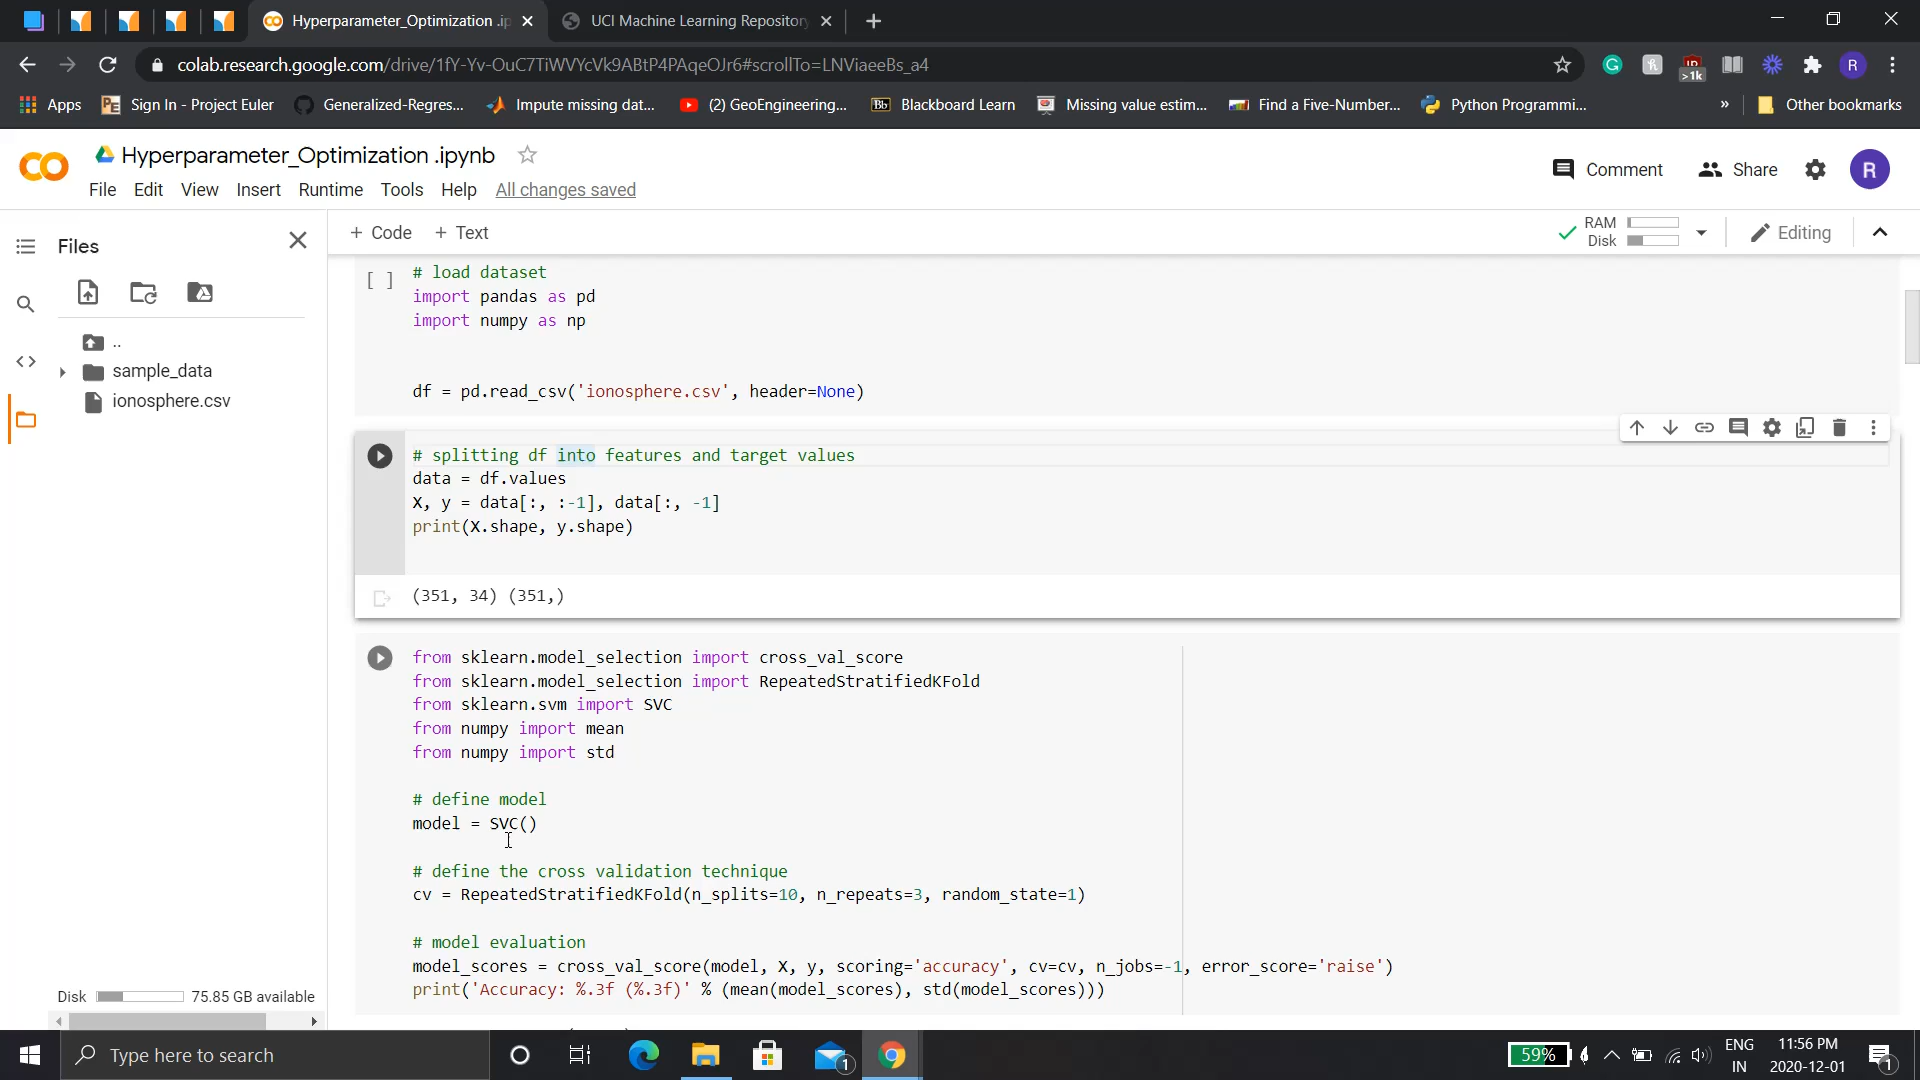 Hyperparameter_Optimization .ip
UCI Machine Learning Repository
colab.research.google.com/drive/1fY-Yv-OuC7TiWVYcVk9ABtP4PAqeOJr6#scrollTo=LNViaeeBs_a4
>1k
R
Apps
PE
Sign In - Project Euler
Generalized-Regres...
Impute missing dat...
(2) GeoEngineering...
Bb
Blackboard Learn
Missing value estim...
Find a Five-Number...
Python Programmi...
»
Other bookmarks
Hyperparameter_Optimization .ipynb
File Edit View Insert Runtime Tools Help All changes saved
Comment
Share
R
Files
+ Code + Text
RAM
Disk
Editing
..
sample_data
ionosphere.csv
[ ]
# load dataset
import pandas as pd
import numpy as np
df = pd.read_csv('ionosphere.csv', header=None)
# splitting df into features and target values
data = df.values
X, y = data[:, :-1], data[:, -1]
print(X.shape, y.shape)
(351, 34) (351,)
from sklearn.model_selection import cross_val_score
from sklearn.model_selection import RepeatedStratifiedKFold
from sklearn.svm import SVC
from numpy import mean
from numpy import std
# define model
model = SVC()
# define the cross validation technique
cv = RepeatedStratifiedKFold(n_splits=10, n_repeats=3, random_state=1)
# model evaluation
model_scores = cross_val_score(model, X, y, scoring='accuracy', cv=cv, n_jobs=-1, error_score='raise')
print('Accuracy: %.3f (%.3f)' % (mean(model_scores), std(model_scores)))
Disk
75.85 GB available
Type here to search
1
59%
ENG
IN
11:56 PM
2020-12-01
1